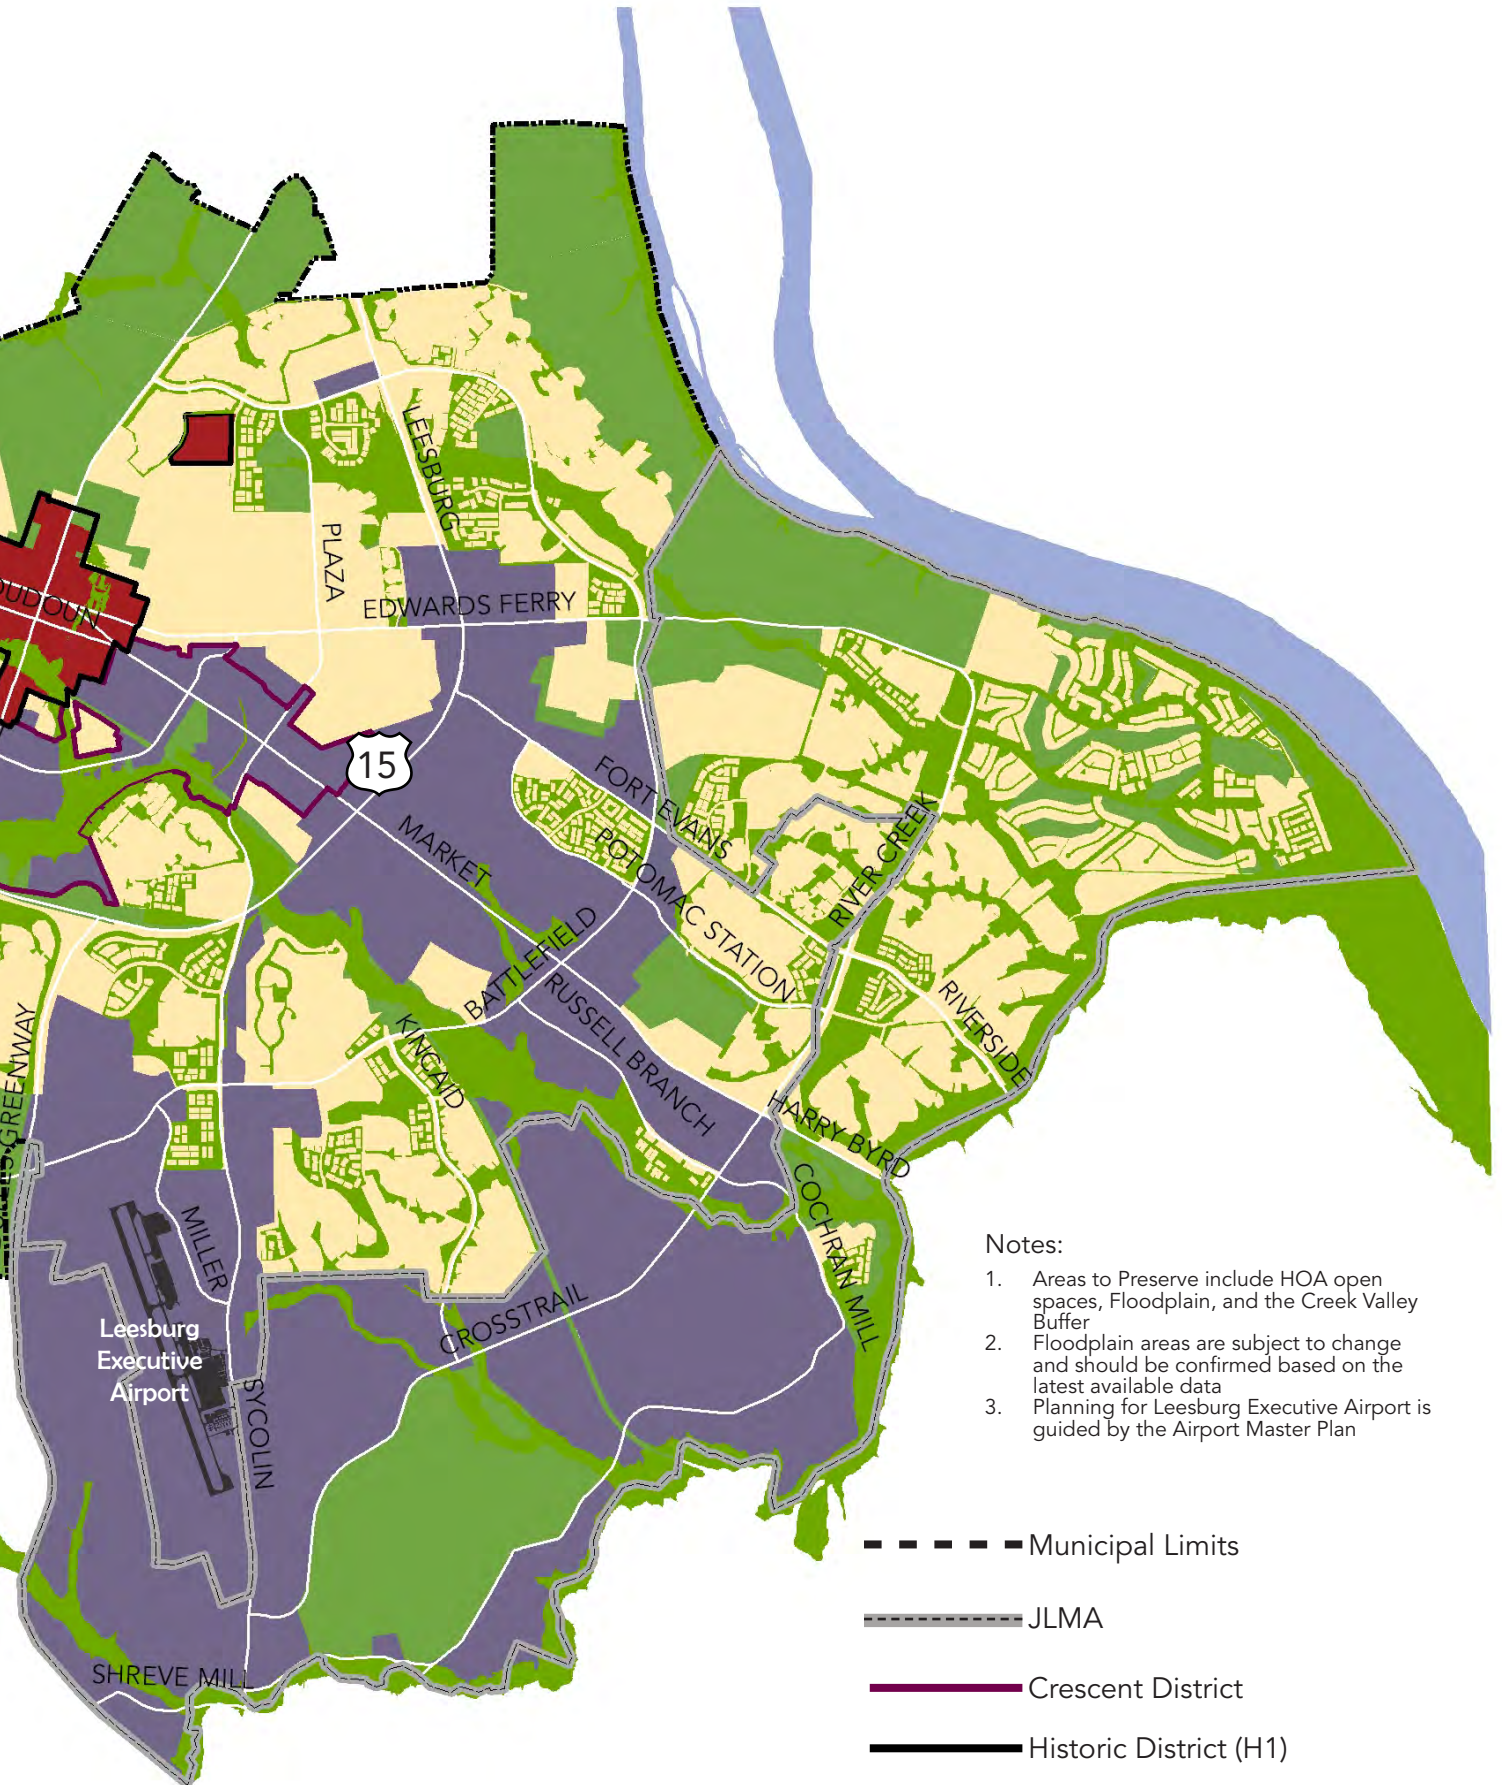 LEESBURG
PLAZA
OUDOUN
EDWARDS FERRY
15
FORT EVANS
MARKET
POTOMAC STATION
RIVER CREEK
BATTLEFIELD
RUSSELL BRANCH
RIVERSIDE
KINCAID
GREENWAY
HARRY BYRD
COCHRAN MILL
MILLER
CROSSTRAIL
Leesburg
Executive
Airport
SYCOLIN
SHREVE MILL
Notes:
1. Areas to Preserve include HOA open
spaces, Floodplain, and the Creek Valley
Buffer
2. Floodplain areas are subject to change
and should be confirmed based on the
latest available data
3. Planning for Leesburg Executive Airport is
guided by the Airport Master Plan
Municipal Limits
JLMA
Crescent District
Historic District (H1)